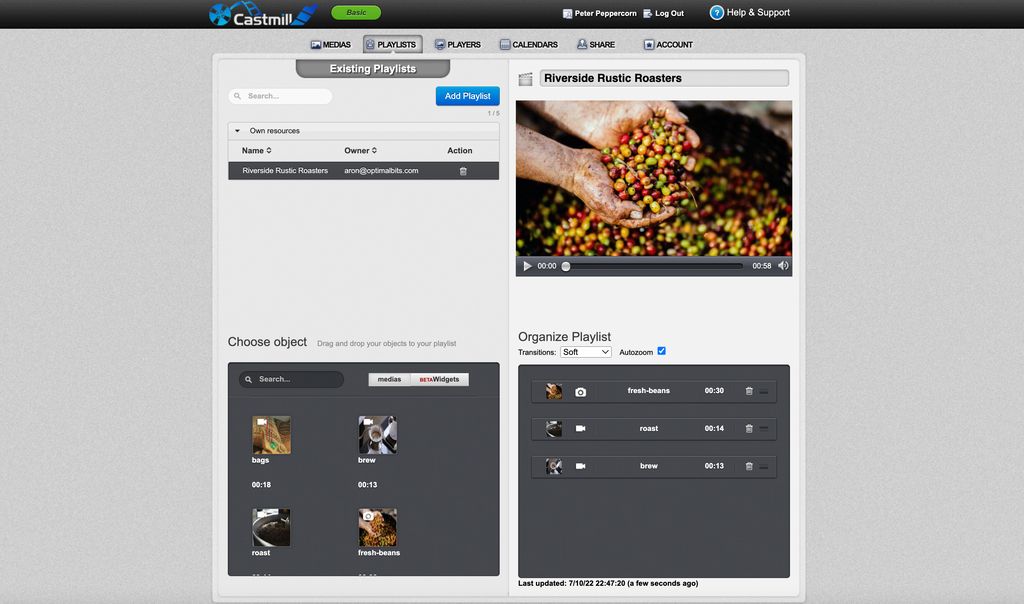 Castmill
Basic
Peter Peppercorn
Log Out
Help & Support
MEDIAS
PLAYLISTS
PLAYERS
CALENDARS
SHARE
ACCOUNT
Existing Playlists
Search...
Add Playlist
1 / 5
Own resources
Name Owner Action
Riverside Rustic Roasters aron@optimalbits.com
Choose object Drag and drop your objects to your playlist
Search...
medias BETAWidgets
bags brew
00:18 00:13
roast fresh-beans
Riverside Rustic Roasters
00:00 00:58
Organize Playlist
Transitions: Soft Autozoom
fresh-beans 00:30
roast 00:14
brew 00:13
Last updated: 7/10/22 22:47:20 (a few seconds ago)